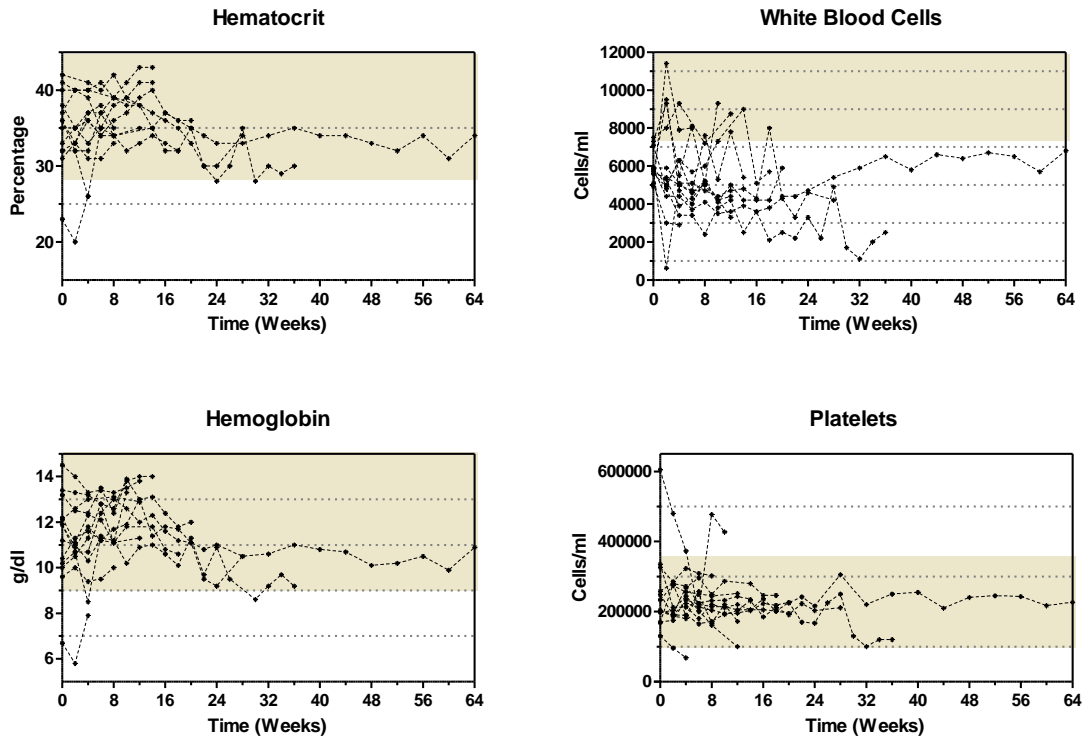 Hematocrit
Percentage
40
30
20
0 8 16 24 32 40 48 56 64
Time (Weeks)
White Blood Cells
Cells/ml
12000
10000
8000
6000
4000
2000
0
0 8 16 24 32 40 48 56 64
Time (Weeks)
Hemoglobin
g/dl
14
12
10
8
6
0 8 16 24 32 40 48 56 64
Time (Weeks)
Platelets
Cells/ml
600000
400000
200000
0
0 8 16 24 32 40 48 56 64
Time (Weeks)